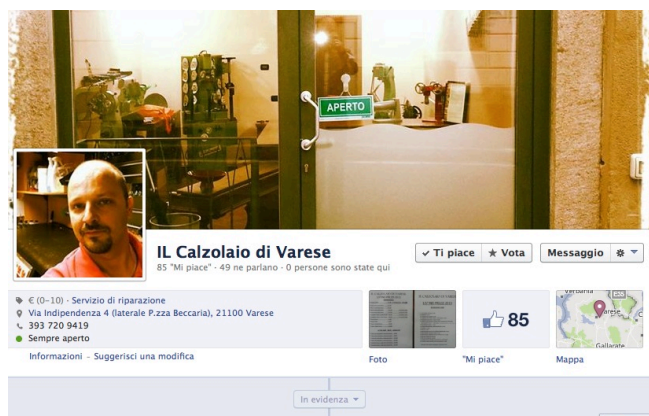 APERTO
IL Calzolaio di Varese
85 "Mi piace" · 49 ne parlano · 0 persone sono state qui
✓ Ti piace ★ Vota Messaggio
€ (0–10) · Servizio di riparazione
Via Indipendenza 4 (laterale P.zza Beccaria), 21100 Varese
393 720 9419
Sempre aperto
Informazioni – Suggerisci una modifica
85
Varese
Gallarate
Foto "Mi piace" Mappa
In evidenza